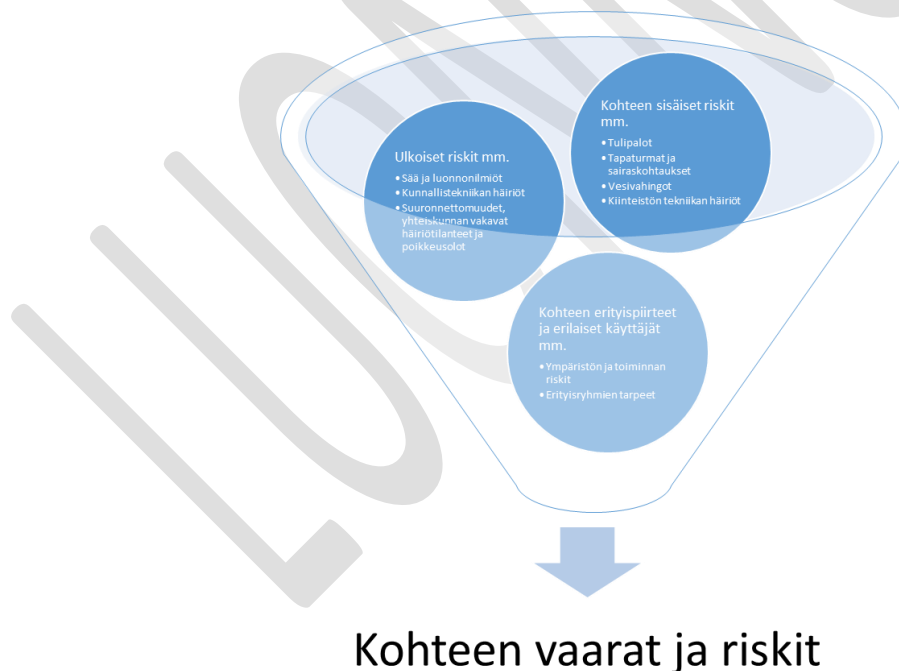 Ulkoiset riskit mm.
• Sää ja luonnonilmiöt
• Kunnallistekniikan häiriöt
• Suuronnettomuudet,
yhteiskunnan vakavat
häiriötilanteet ja
poikkeusolot
Kohteen sisäiset riskit
mm.
• Tulipalot
• Tapaturmat ja
sairaskohtaukset
• Vesivahingot
• Kiinteistön tekniikan häiriöt
Kohteen erityispiirteet
ja erilaiset käyttäjät
mm.
• Ympäristön ja toiminnan
riskit
• Erityisryhmien tarpeet
Kohteen vaarat ja riskit